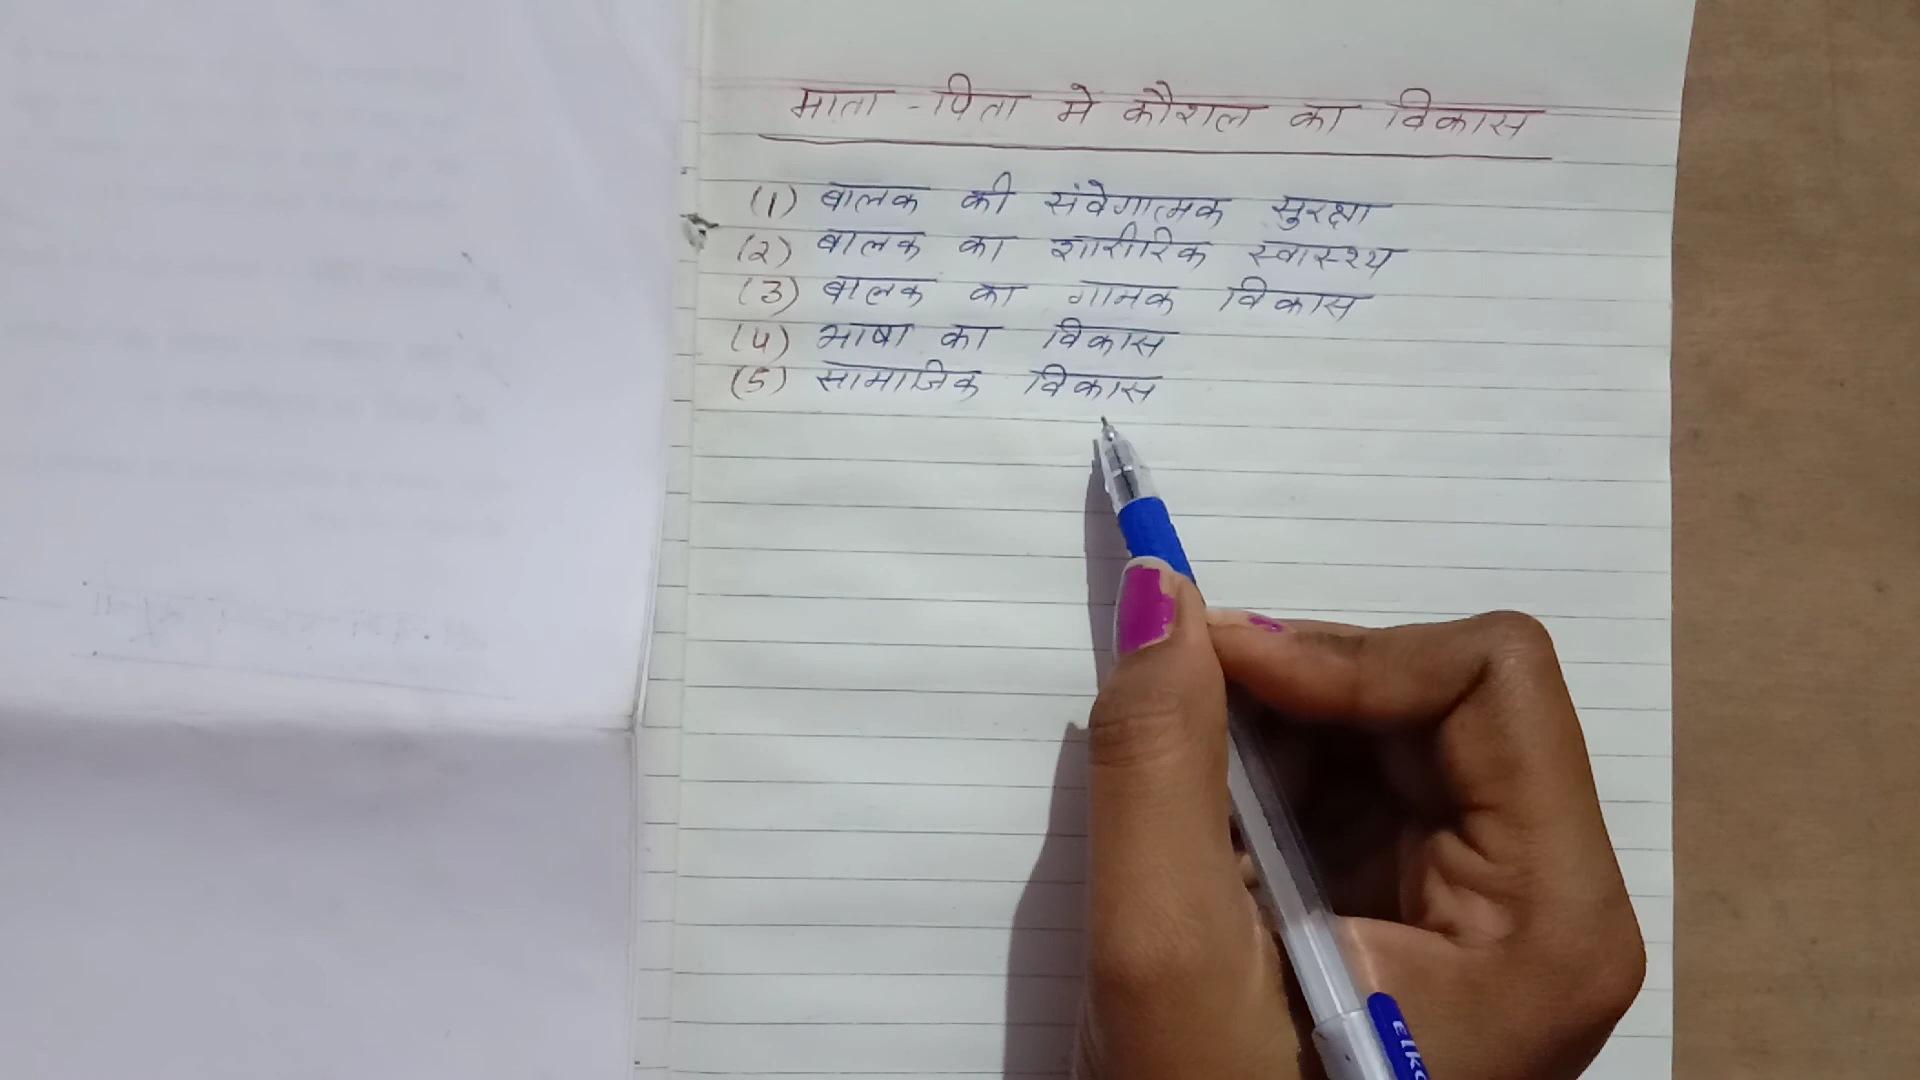 माता - पिता मे कौशल का विकास
(1) बालक की संवेगात्मक सुरक्षा
(2) बालक का शारीरिक स्वास्थ्य
(3) बालक का गामक विकास
(4) भाषा का विकास
(5) सामाजिक विकास